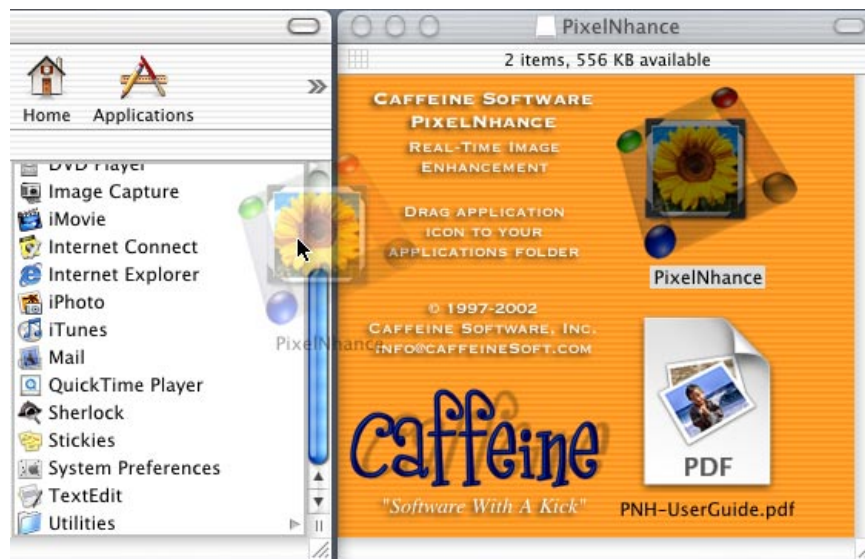 PixelNhance
2 items, 556 KB available
Home
Applications
DVD Player
Image Capture
iMovie
Internet Connect
Internet Explorer
iPhoto
iTunes
Mail
QuickTime Player
Sherlock
Stickies
System Preferences
TextEdit
Utilities
PixelNhance
CAFFEINE SOFTWARE
PIXELNHANCE
REAL-TIME IMAGE
ENHANCEMENT
DRAG APPLICATION
ICON TO YOUR
APPLICATIONS FOLDER
© 1997-2002
CAFFEINE SOFTWARE, INC.
INFO@CAFFEINESOFT.COM
caffeine
"Software With A Kick"
PixelNhance
PDF
PNH-UserGuide.pdf